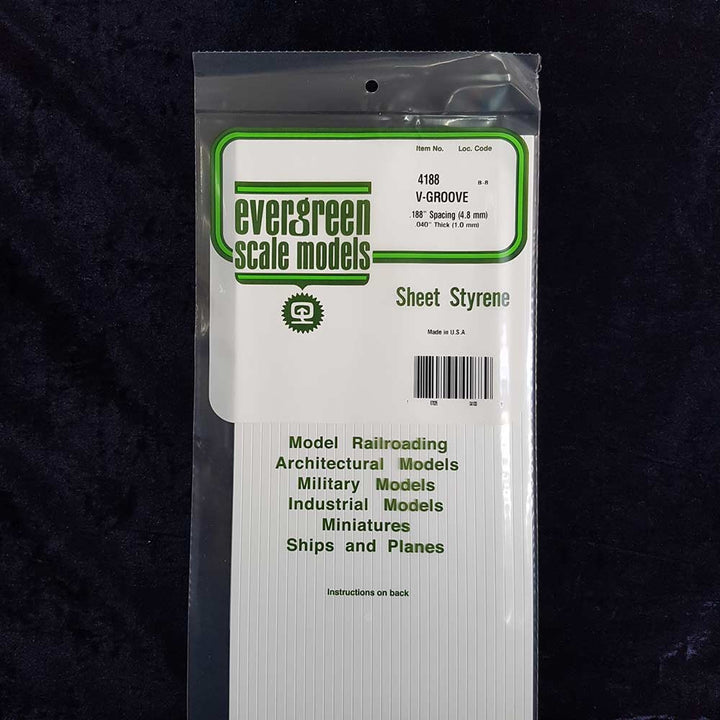 Item No. Loc. Code
4188 B-8
V-GROOVE
.188" Spacing (4.8 mm)
.040" Thick (1.0 mm)
evergreen
scale models
Sheet Styrene
Made in U.S.A
Model Railroading
Architectural Models
Military Models
Industrial Models
Miniatures
Ships and Planes
Instructions on back